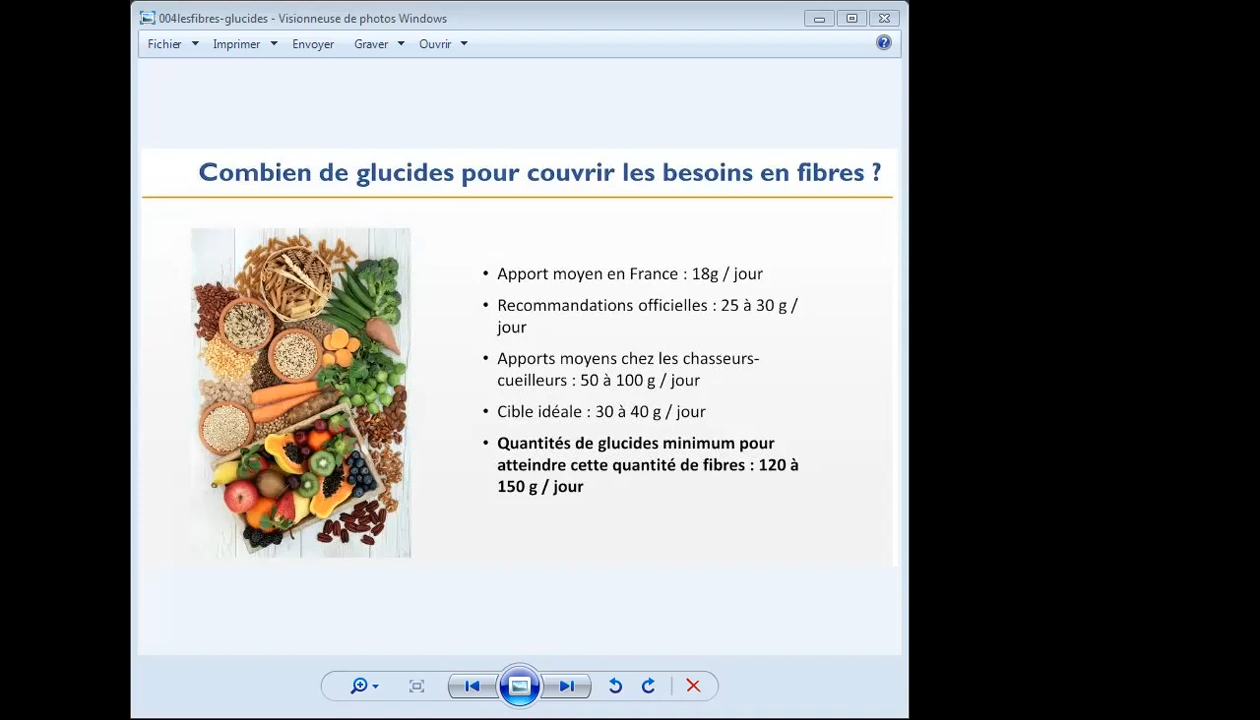 004lesfibres-glucides - Visionneuse de photos Windows
Fichier Imprimer Envoyer Graver Ouvrir
Combien de glucides pour couvrir les besoins en fibres ?
• Apport moyen en France : 18g / jour
• Recommandations officielles : 25 à 30 g /
jour
• Apports moyens chez les chasseurs-
cueilleurs : 50 à 100 g / jour
• Cible idéale : 30 à 40 g / jour
• Quantités de glucides minimum pour
atteindre cette quantité de fibres : 120 à
150 g / jour